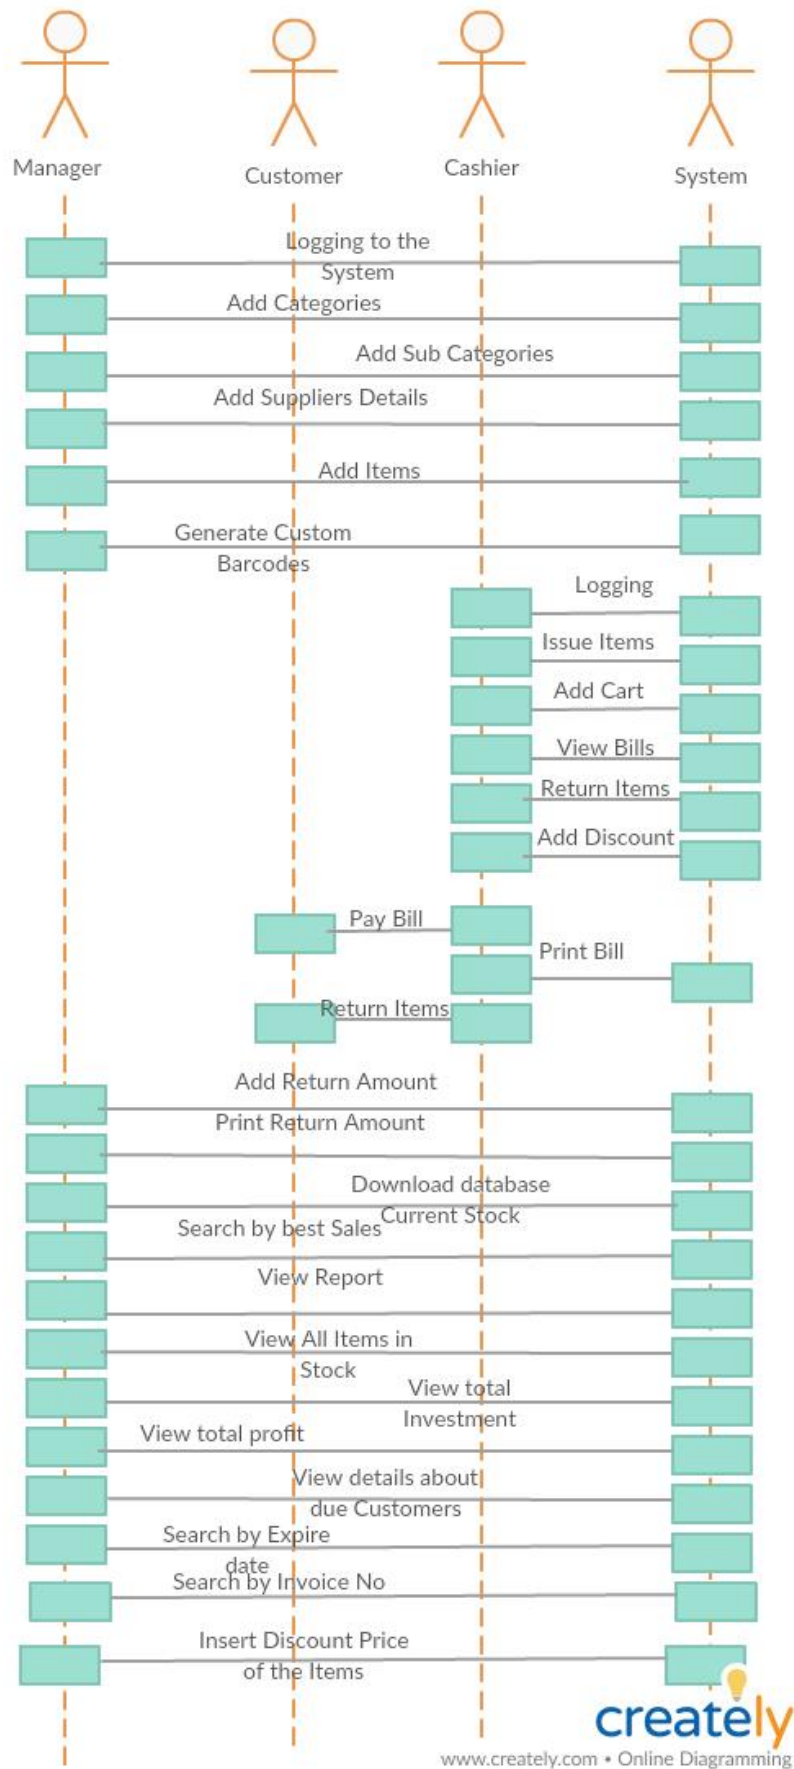 Manager
Customer
Cashier
System
Logging to the
System
Add Categories
Add Sub Categories
Add Suppliers Details
Add Items
Generate Custom
Barcodes
Logging
Issue Items
Add Cart
View Bills
Return Items
Add Discount
Pay Bill
Print Bill
Return Items
Add Return Amount
Print Return Amount
Download database
Current Stock
Search by best Sales
View Report
View All Items in
Stock
View total
Investment
View total profit
View details about
due Customers
Search by Expire
date
Search by Invoice No
Insert Discount Price
of the Items
creately
www.creately.com • Online Diagramming